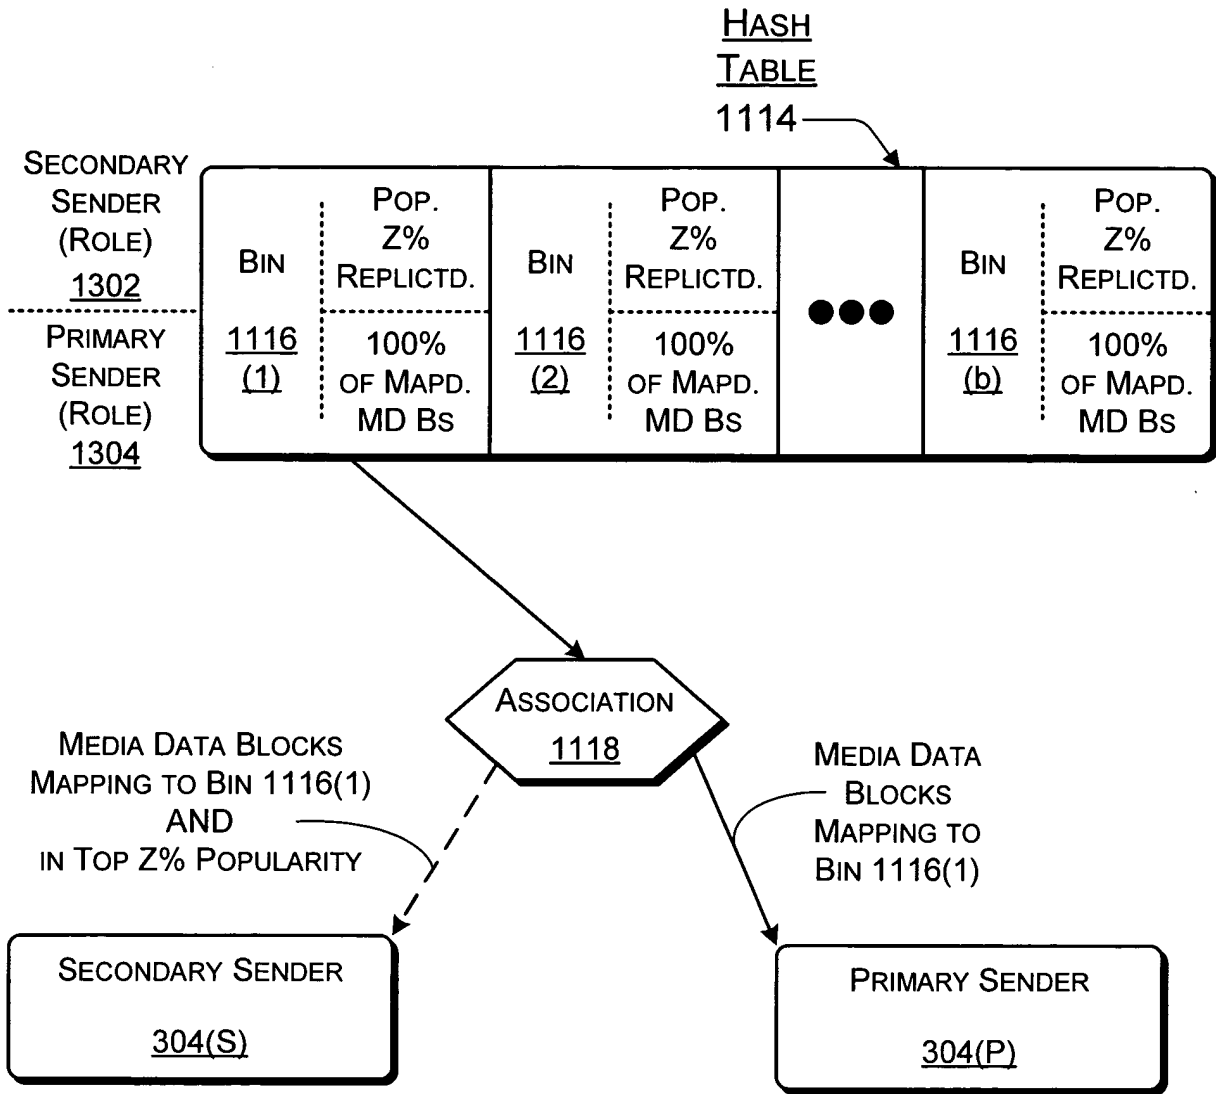 HASH
TABLE
1114
SECONDARY
SENDER
(ROLE)
1302
PRIMARY
SENDER
(ROLE)
1304
BIN
1116
(1)
POP.
Z%
REPLICTD.
100%
OF MAPD.
MD BS
BIN
1116
(2)
POP.
Z%
REPLICTD.
100%
OF MAPD.
MD BS
BIN
1116
(b)
POP.
Z%
REPLICTD.
100%
OF MAPD.
MD BS
ASSOCIATION
1118
MEDIA DATA BLOCKS
MAPPING TO BIN 1116(1)
AND
IN TOP Z% POPULARITY
MEDIA DATA
BLOCKS
MAPPING TO
BIN 1116(1)
SECONDARY SENDER
304(S)
PRIMARY SENDER
304(P)